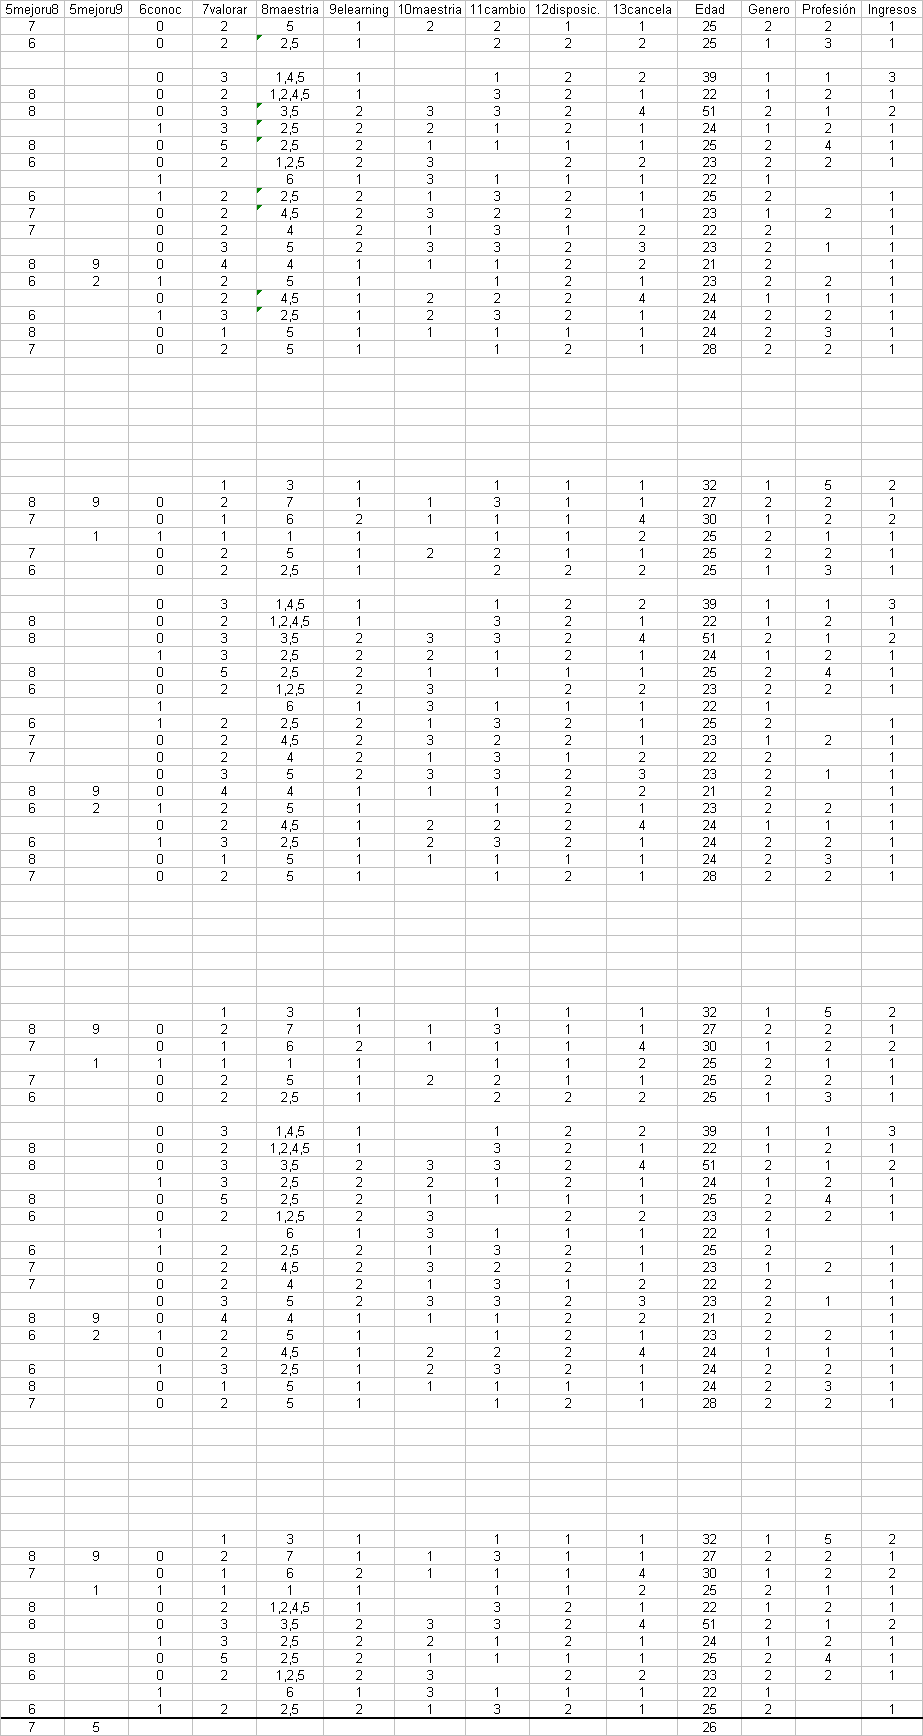 5mejoru8 5mejoru9 6conoc 7valorar 8maestria 9elearning 10maestria 11cambio 12disposic. 13cancela Edad Genero Profesión Ingresos
7 0 2 5 1 2 2 1 1 25 2 2 1
6 0 2 2,5 1 2 2 2 25 1 3 1
0 3 1,4,5 1 1 2 2 39 1 1 3
8 0 2 1,2,4,5 1 3 2 1 22 1 2 1
8 0 3 3,5 2 3 3 2 4 51 2 1 2
1 3 2,5 2 2 1 2 1 24 1 2 1
8 0 5 2,5 2 1 1 1 1 25 2 4 1
6 0 2 1,2,5 2 3 2 2 23 2 2 1
1 6 1 3 1 1 1 22 1
6 1 2 2,5 2 1 3 2 1 25 2 1
7 0 2 4,5 2 3 2 2 1 23 1 2 1
7 0 2 4 2 1 3 1 2 22 2 1
0 3 5 2 3 3 2 3 23 2 1 1
8 9 0 4 4 1 1 1 2 2 21 2 1
6 2 1 2 5 1 1 2 1 23 2 2 1
0 2 4,5 1 2 2 2 4 24 1 1 1
6 1 3 2,5 1 2 3 2 1 24 2 2 1
8 0 1 5 1 1 1 1 1 24 2 3 1
7 0 2 5 1 1 2 1 28 2 2 1
1 3 1 1 1 1 32 1 5 2
8 9 0 2 7 1 1 3 1 1 27 2 2 1
7 0 1 6 2 1 1 1 4 30 1 2 2
1 1 1 1 1 1 1 2 25 2 1 1
7 0 2 5 1 2 2 1 1 25 2 2 1
6 0 2 2,5 1 2 2 2 25 1 3 1
0 3 1,4,5 1 1 2 2 39 1 1 3
8 0 2 1,2,4,5 1 3 2 1 22 1 2 1
8 0 3 3,5 2 3 3 2 4 51 2 1 2
1 3 2,5 2 2 1 2 1 24 1 2 1
8 0 5 2,5 2 1 1 1 1 25 2 4 1
6 0 2 1,2,5 2 3 2 2 23 2 2 1
1 6 1 3 1 1 1 22 1
6 1 2 2,5 2 1 3 2 1 25 2 1
7 0 2 4,5 2 3 2 2 1 23 1 2 1
7 0 2 4 2 1 3 1 2 22 2 1
0 3 5 2 3 3 2 3 23 2 1 1
8 9 0 4 4 1 1 1 2 2 21 2 1
6 2 1 2 5 1 1 2 1 23 2 2 1
0 2 4,5 1 2 2 2 4 24 1 1 1
6 1 3 2,5 1 2 3 2 1 24 2 2 1
8 0 1 5 1 1 1 1 1 24 2 3 1
7 0 2 5 1 1 2 1 28 2 2 1
1 3 1 1 1 1 32 1 5 2
8 9 0 2 7 1 1 3 1 1 27 2 2 1
7 0 1 6 2 1 1 1 4 30 1 2 2
1 1 1 1 1 1 1 2 25 2 1 1
7 0 2 5 1 2 2 1 1 25 2 2 1
6 0 2 2,5 1 2 2 2 25 1 3 1
0 3 1,4,5 1 1 2 2 39 1 1 3
8 0 2 1,2,4,5 1 3 2 1 22 1 2 1
8 0 3 3,5 2 3 3 2 4 51 2 1 2
1 3 2,5 2 2 1 2 1 24 1 2 1
8 0 5 2,5 2 1 1 1 1 25 2 4 1
6 0 2 1,2,5 2 3 2 2 23 2 2 1
1 6 1 3 1 1 1 22 1
6 1 2 2,5 2 1 3 2 1 25 2 1
7 0 2 4,5 2 3 2 2 1 23 1 2 1
7 0 2 4 2 1 3 1 2 22 2 1
0 3 5 2 3 3 2 3 23 2 1 1
8 9 0 4 4 1 1 1 2 2 21 2 1
6 2 1 2 5 1 1 2 1 23 2 2 1
0 2 4,5 1 2 2 2 4 24 1 1 1
6 1 3 2,5 1 2 3 2 1 24 2 2 1
8 0 1 5 1 1 1 1 1 24 2 3 1
7 0 2 5 1 1 2 1 28 2 2 1
1 3 1 1 1 1 32 1 5 2
8 9 0 2 7 1 1 3 1 1 27 2 2 1
7 0 1 6 2 1 1 1 4 30 1 2 2
1 1 1 1 1 1 1 2 25 2 1 1
8 0 2 1,2,4,5 1 3 2 1 22 1 2 1
8 0 3 3,5 2 3 3 2 4 51 2 1 2
1 3 2,5 2 2 1 2 1 24 1 2 1
8 0 5 2,5 2 1 1 1 1 25 2 4 1
6 0 2 1,2,5 2 3 2 2 23 2 2 1
1 6 1 3 1 1 1 22 1
6 1 2 2,5 2 1 3 2 1 25 2 1
7 5 26